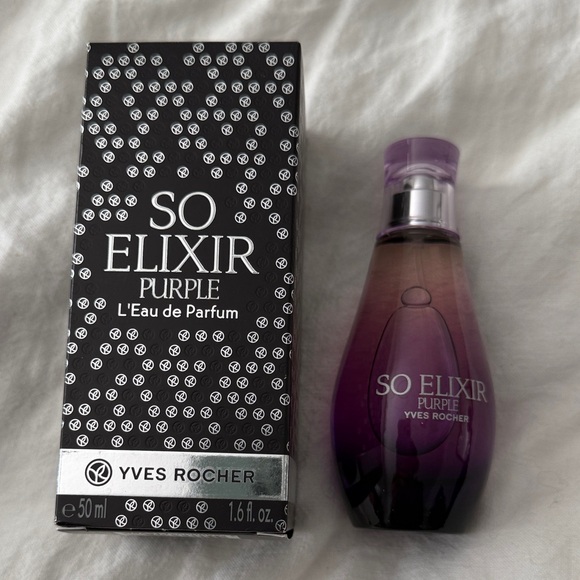 SO
ELIXIR
PURPLE
L'Eau de Parfum
YVES ROCHER
e 50 ml 1.6 fl. oz.
SO ELIXIR
PURPLE
YVES ROCHER